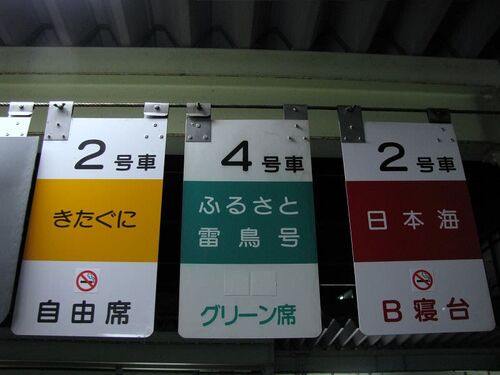 2号車
きたぐに
自由席
4号車
ふるさと
雷鳥号
グリーン席
2号車
日本海
B寝台